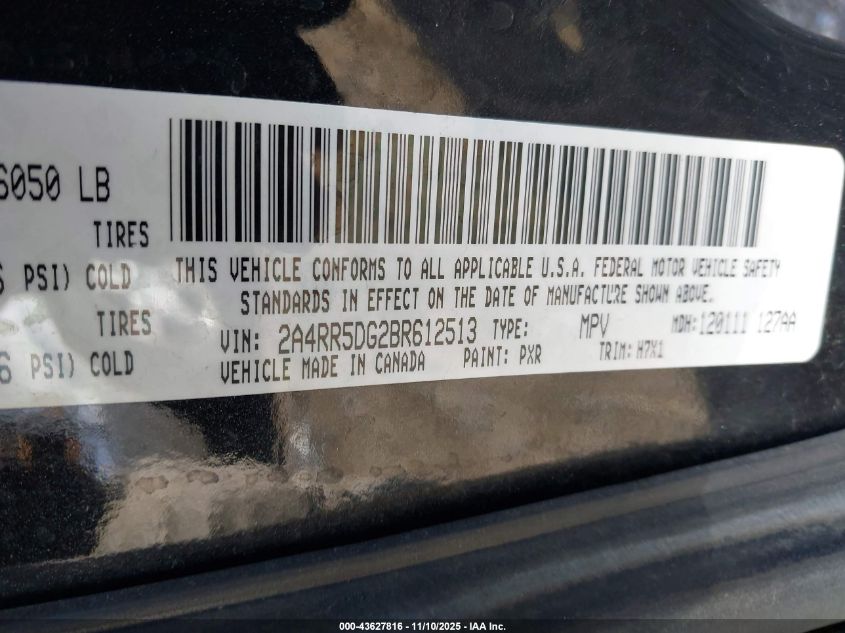 6050 LB
TIRES
PSI) COLD
TIRES
PSI) COLD
THIS VEHICLE CONFORMS TO ALL APPLICABLE U.S.A. FEDERAL MOTOR VEHICLE SAFETY
STANDARDS IN EFFECT ON THE DATE OF MANUFACTURE SHOWN ABOVE.
VIN: 2A4RR5DG2BR612513 TYPE: MPV MDH: 120111 127AA
VEHICLE MADE IN CANADA PAINT: PXR TRIM: H7X1
000-43627816 - 11/10/2025 - IAA Inc.